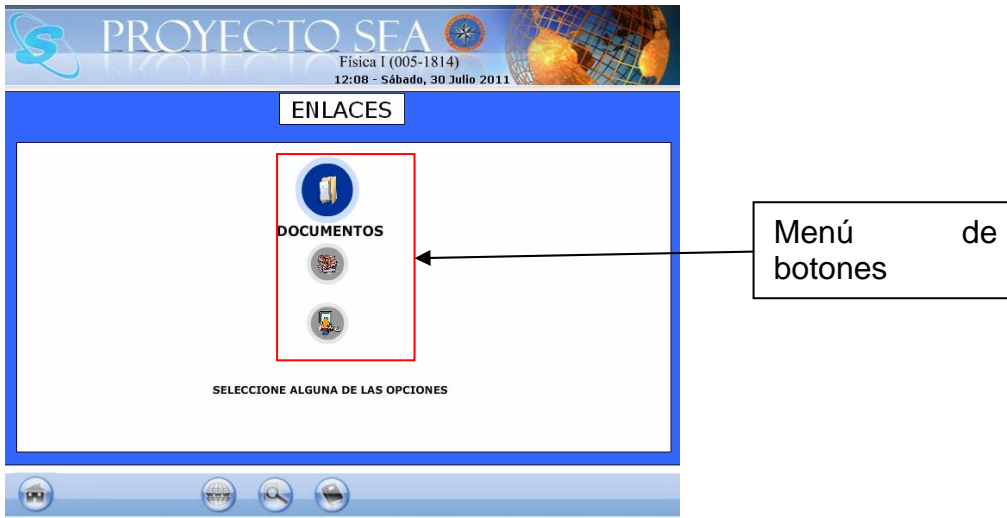 PROYECTO SEA
Física I (005-1814)
12:08 - Sábado, 30 Julio 2011
ENLACES
DOCUMENTOS
SELECCIONE ALGUNA DE LAS OPCIONES
Menú de
botones